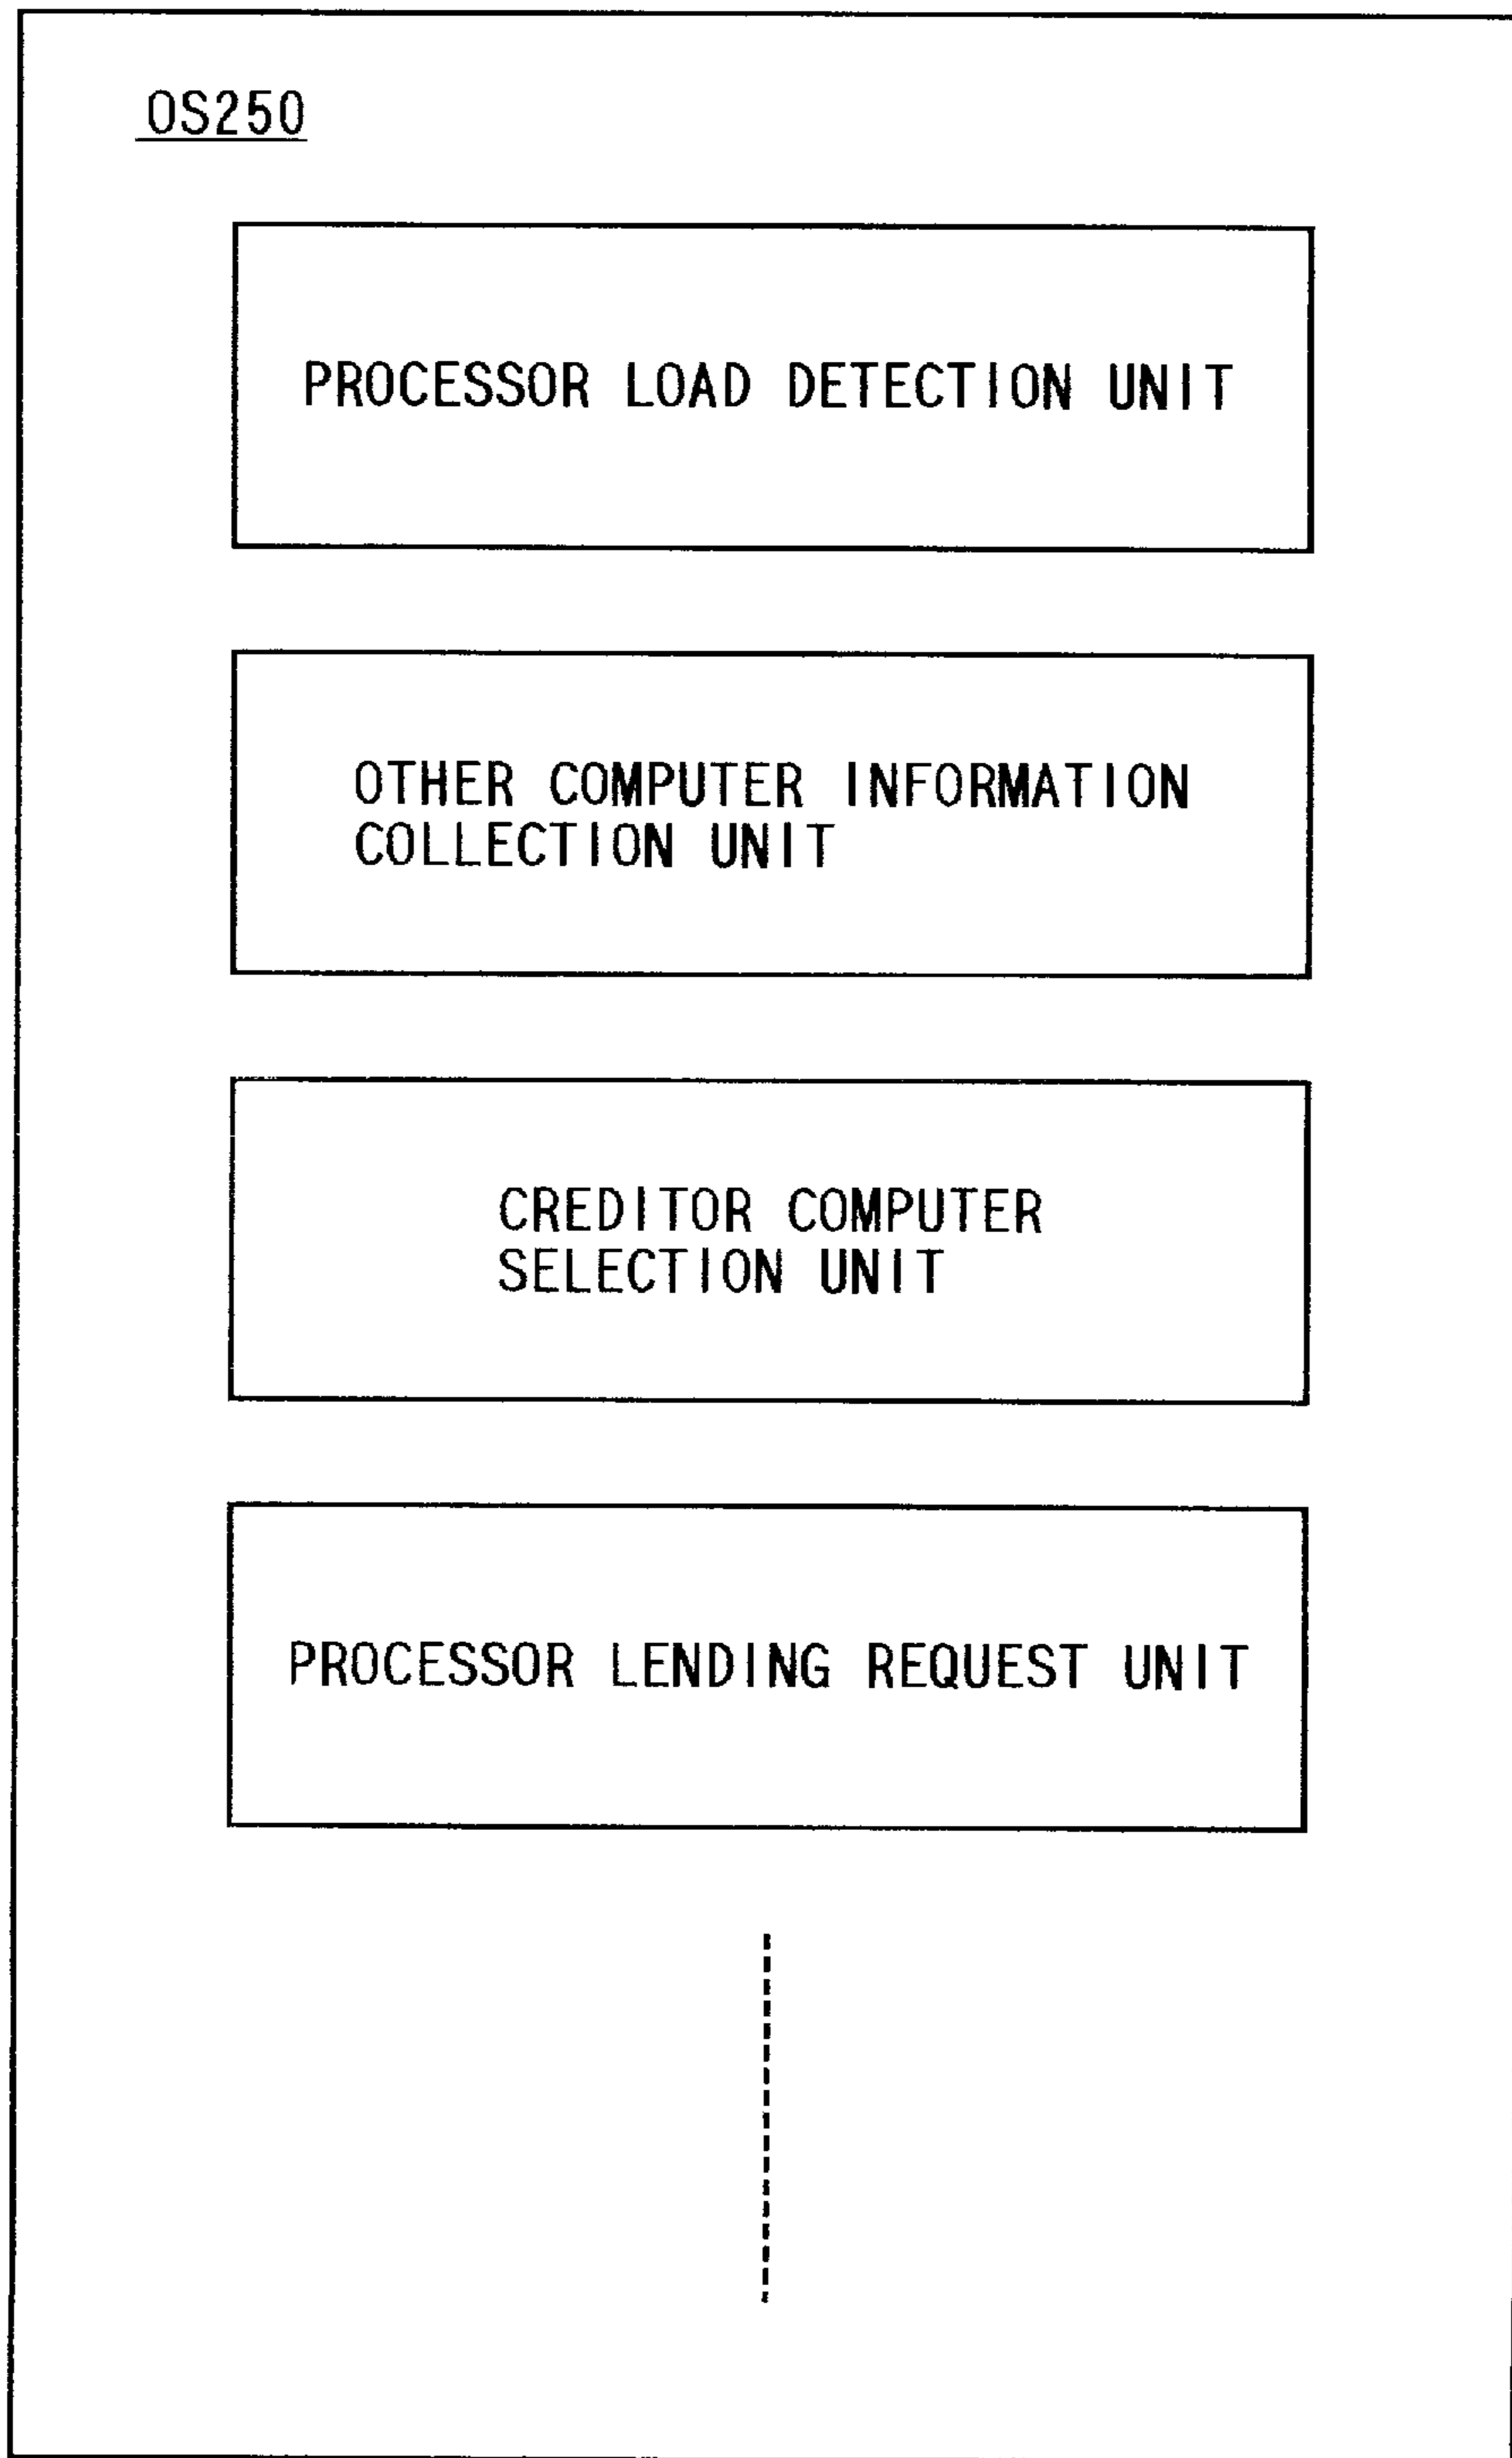 OS250
PROCESSOR LOAD DETECTION UNIT
OTHER COMPUTER INFORMATION
COLLECTION UNIT
CREDITOR COMPUTER
SELECTION UNIT
PROCESSOR LENDING REQUEST UNIT